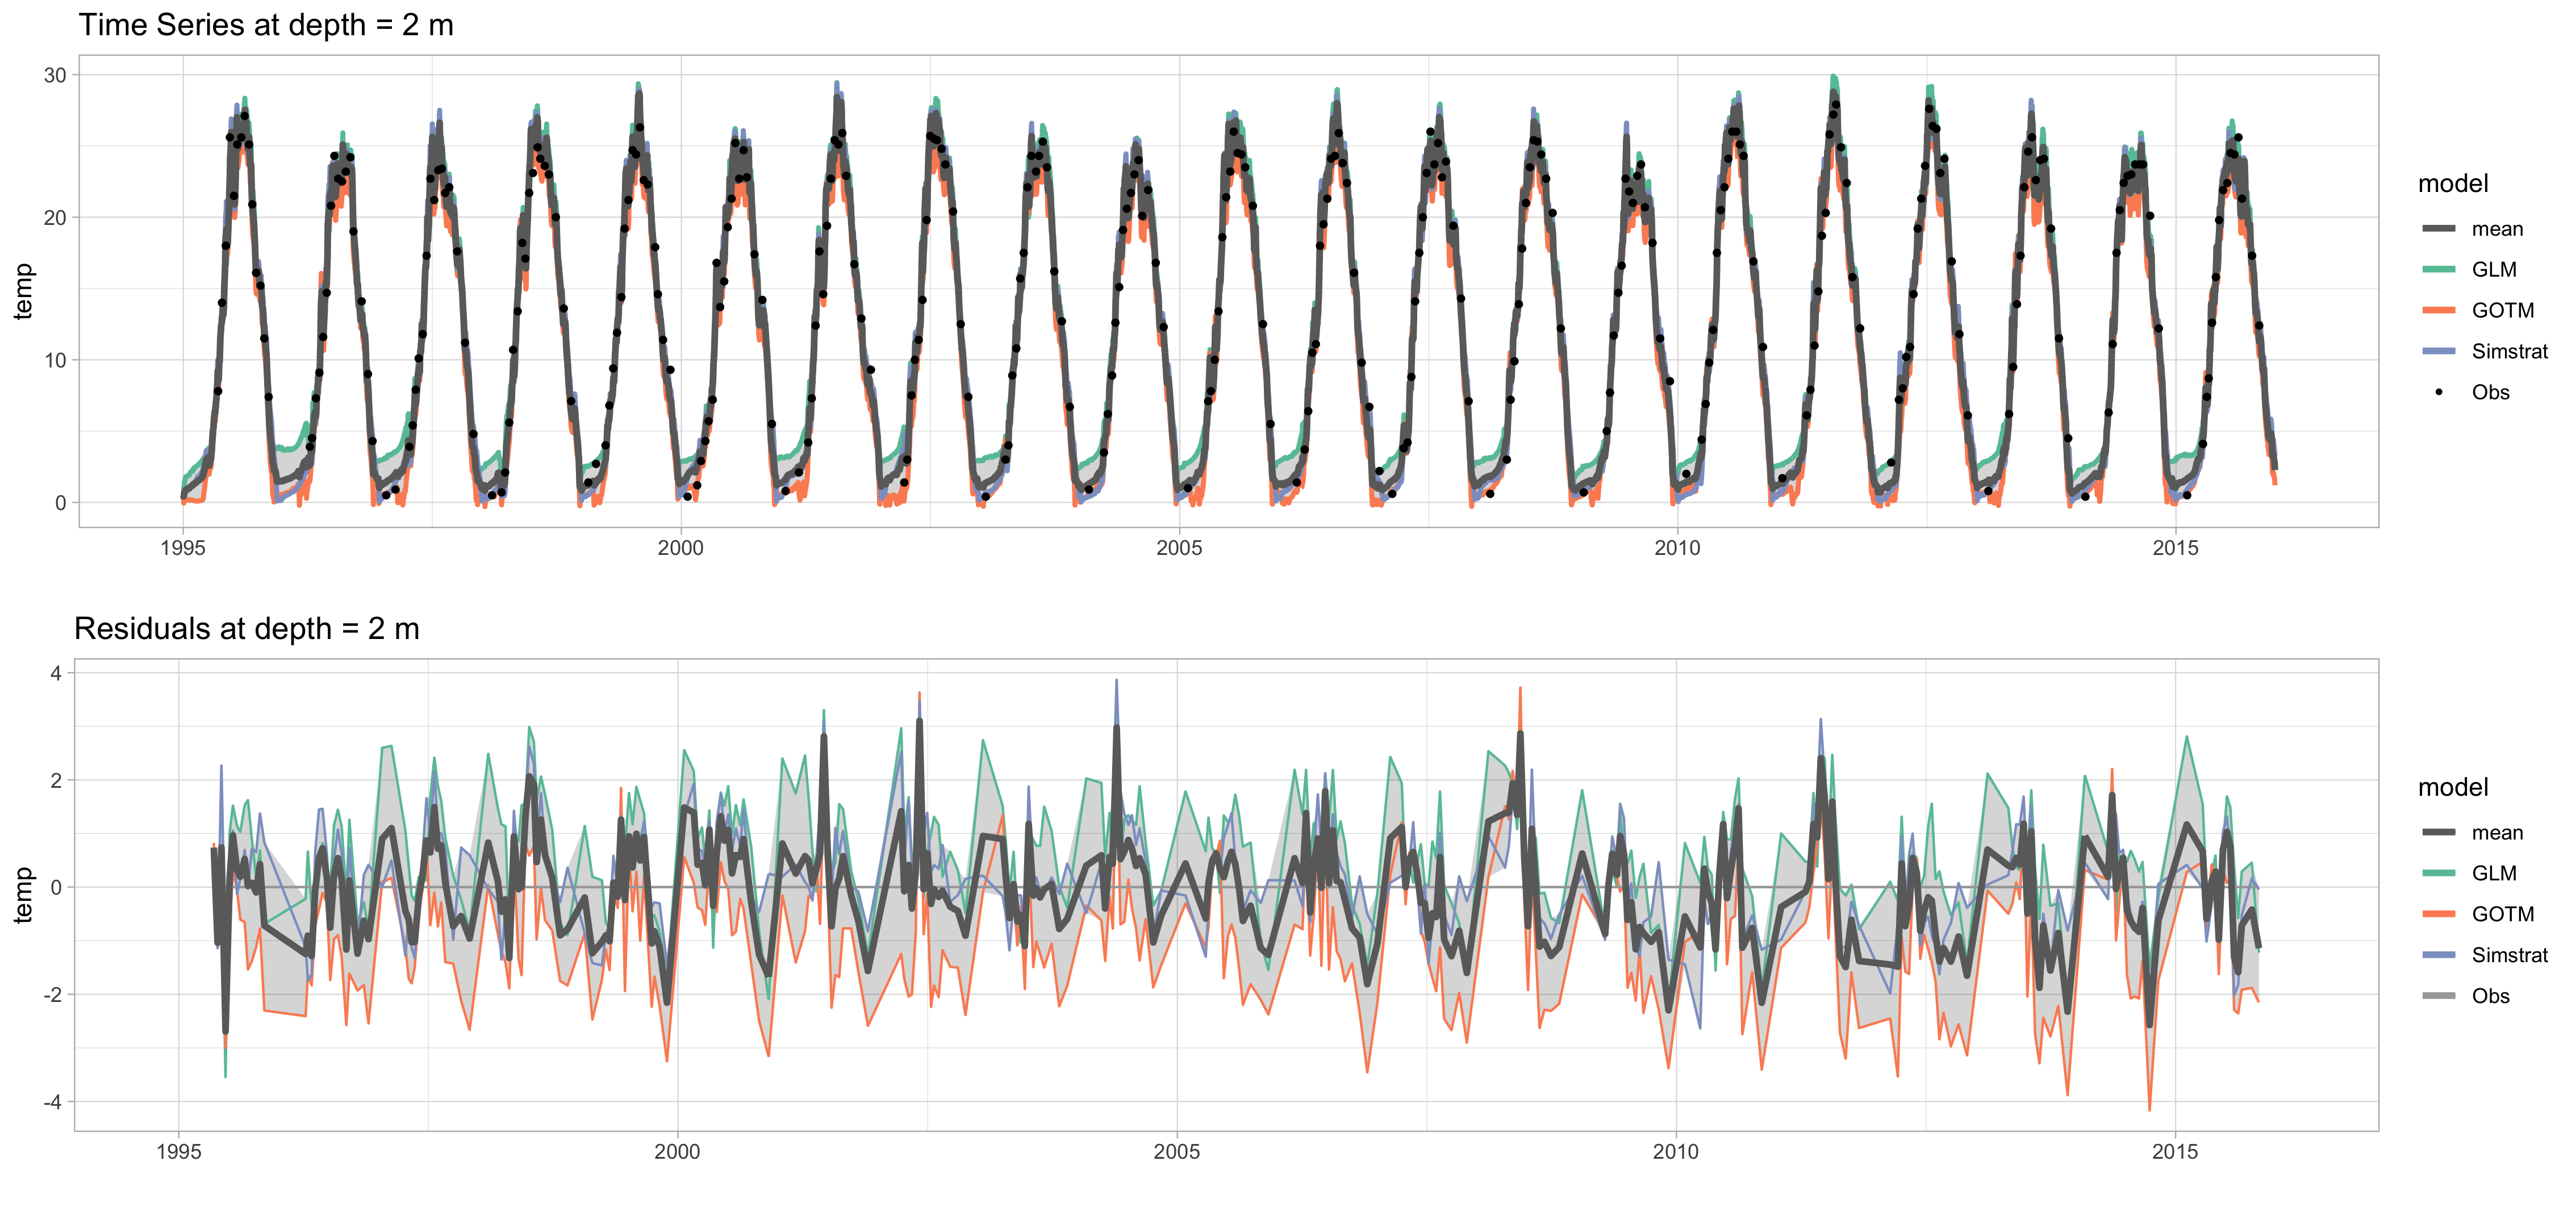 Time Series at depth = 2 m
30
20
10
0
temp
1995
2000
2005
2010
2015
model
mean
GLM
GOTM
Simstrat
Obs
Residuals at depth = 2 m
4
2
0
-2
-4
temp
1995
2000
2005
2010
2015
model
mean
GLM
GOTM
Simstrat
Obs